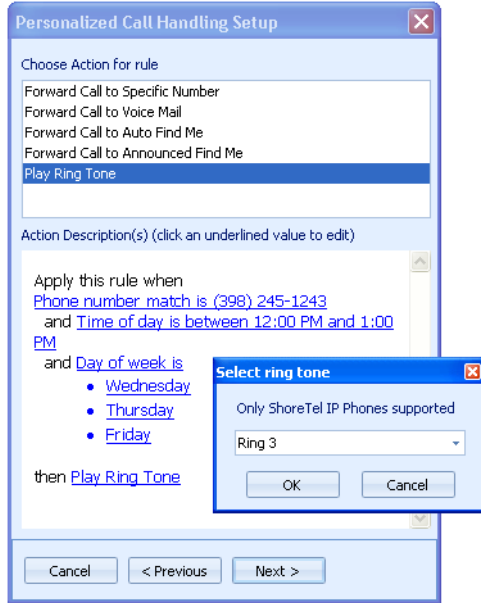 Personalized Call Handling Setup
Choose Action for rule
Forward Call to Specific Number
Forward Call to Voice Mail
Forward Call to Auto Find Me
Forward Call to Announced Find Me
Play Ring Tone
Action Description(s) (click an underlined value to edit)
Apply this rule when
Phone number match is (398) 245-1243
and Time of day is between 12:00 PM and 1:00
PM
and Day of week is
• Wednesday
• Thursday
• Friday
then Play Ring Tone
Select ring tone
Only ShoreTel IP Phones supported
Ring 3
OK Cancel
Cancel < Previous Next >